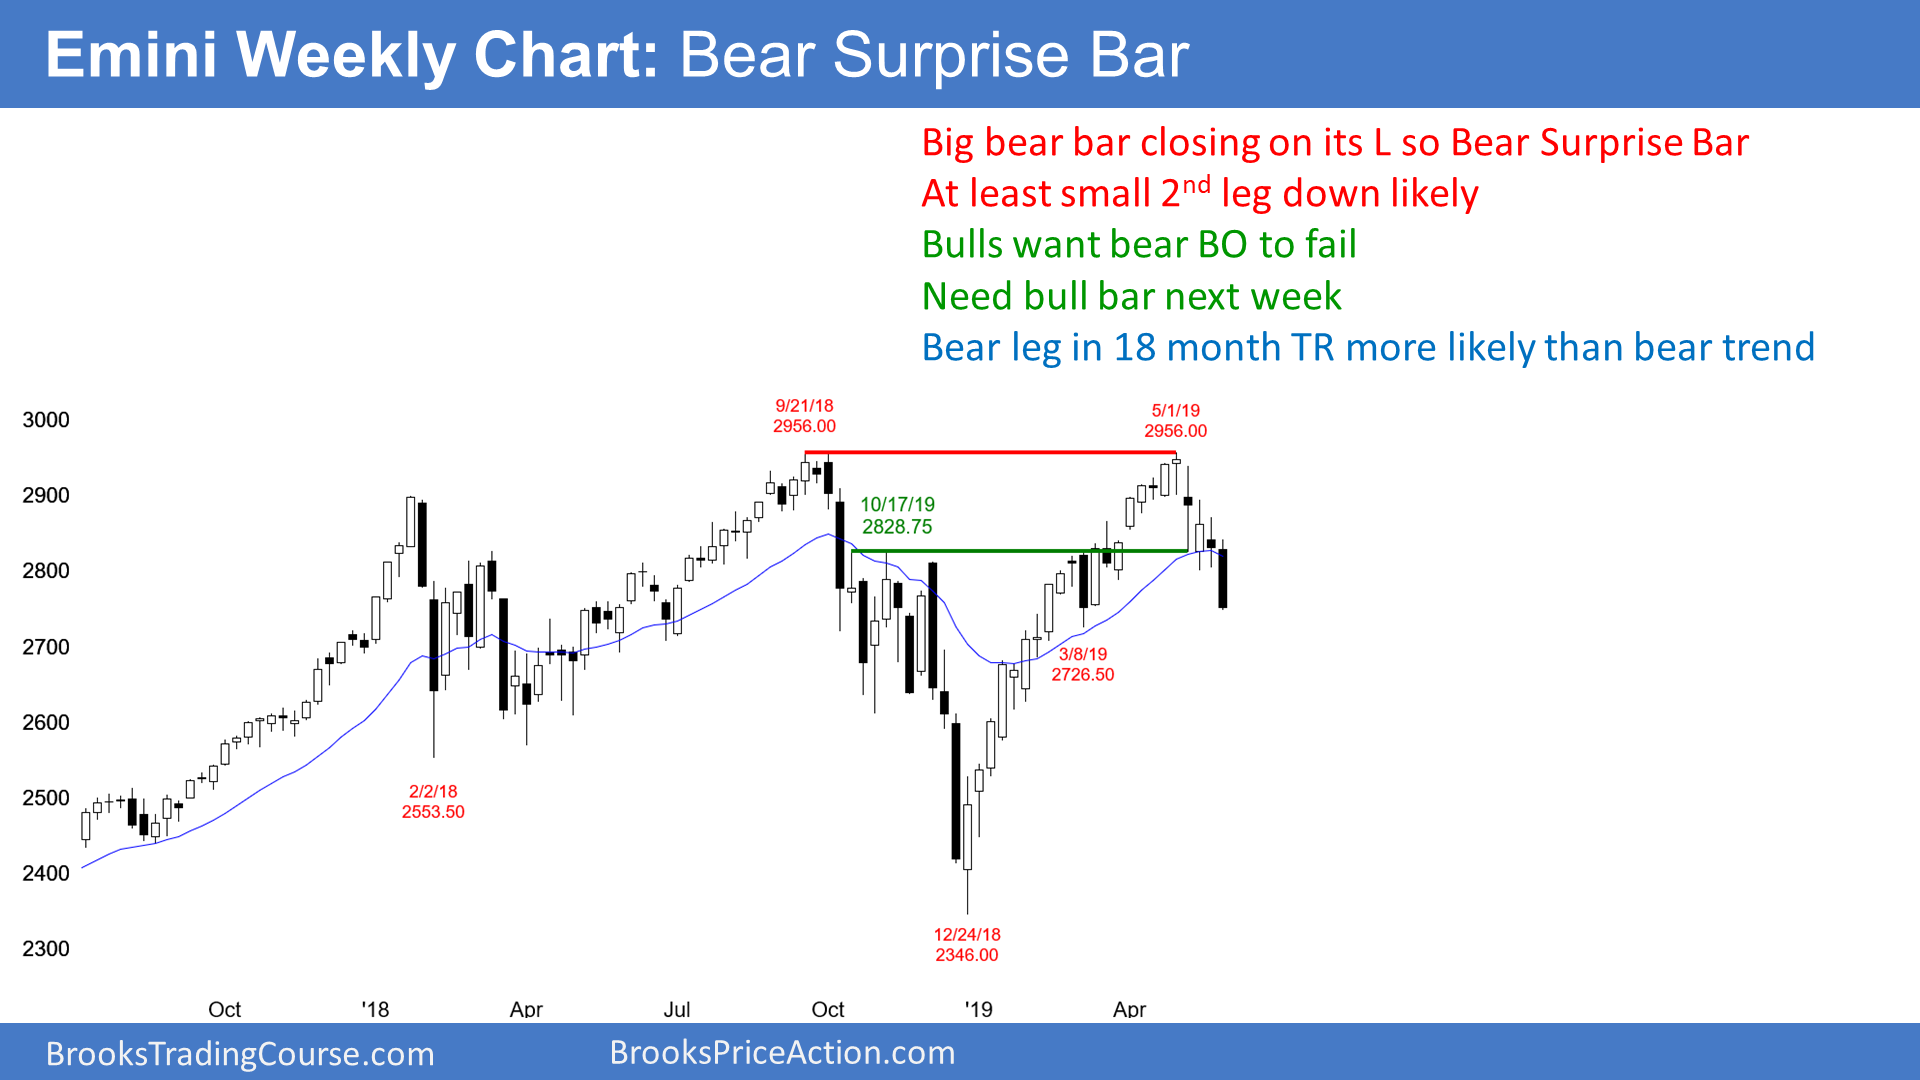 Emini Weekly Chart: Bear Surprise Bar
Big bear bar closing on its L so Bear Surprise Bar
At least small 2nd leg down likely
Bulls want bear BO to fail
Need bull bar next week
Bear leg in 18 month TR more likely than bear trend
9/21/18
2956.00
5/1/19
2956.00
10/17/19
2828.75
3/8/19
2726.50
2/2/18
2553.50
12/24/18
2346.00
3000
2900
2800
2700
2600
2500
2400
2300
Oct
'18
Apr
Jul
Oct
'19
Apr
BrooksTradingCourse.com
BrooksPriceAction.com